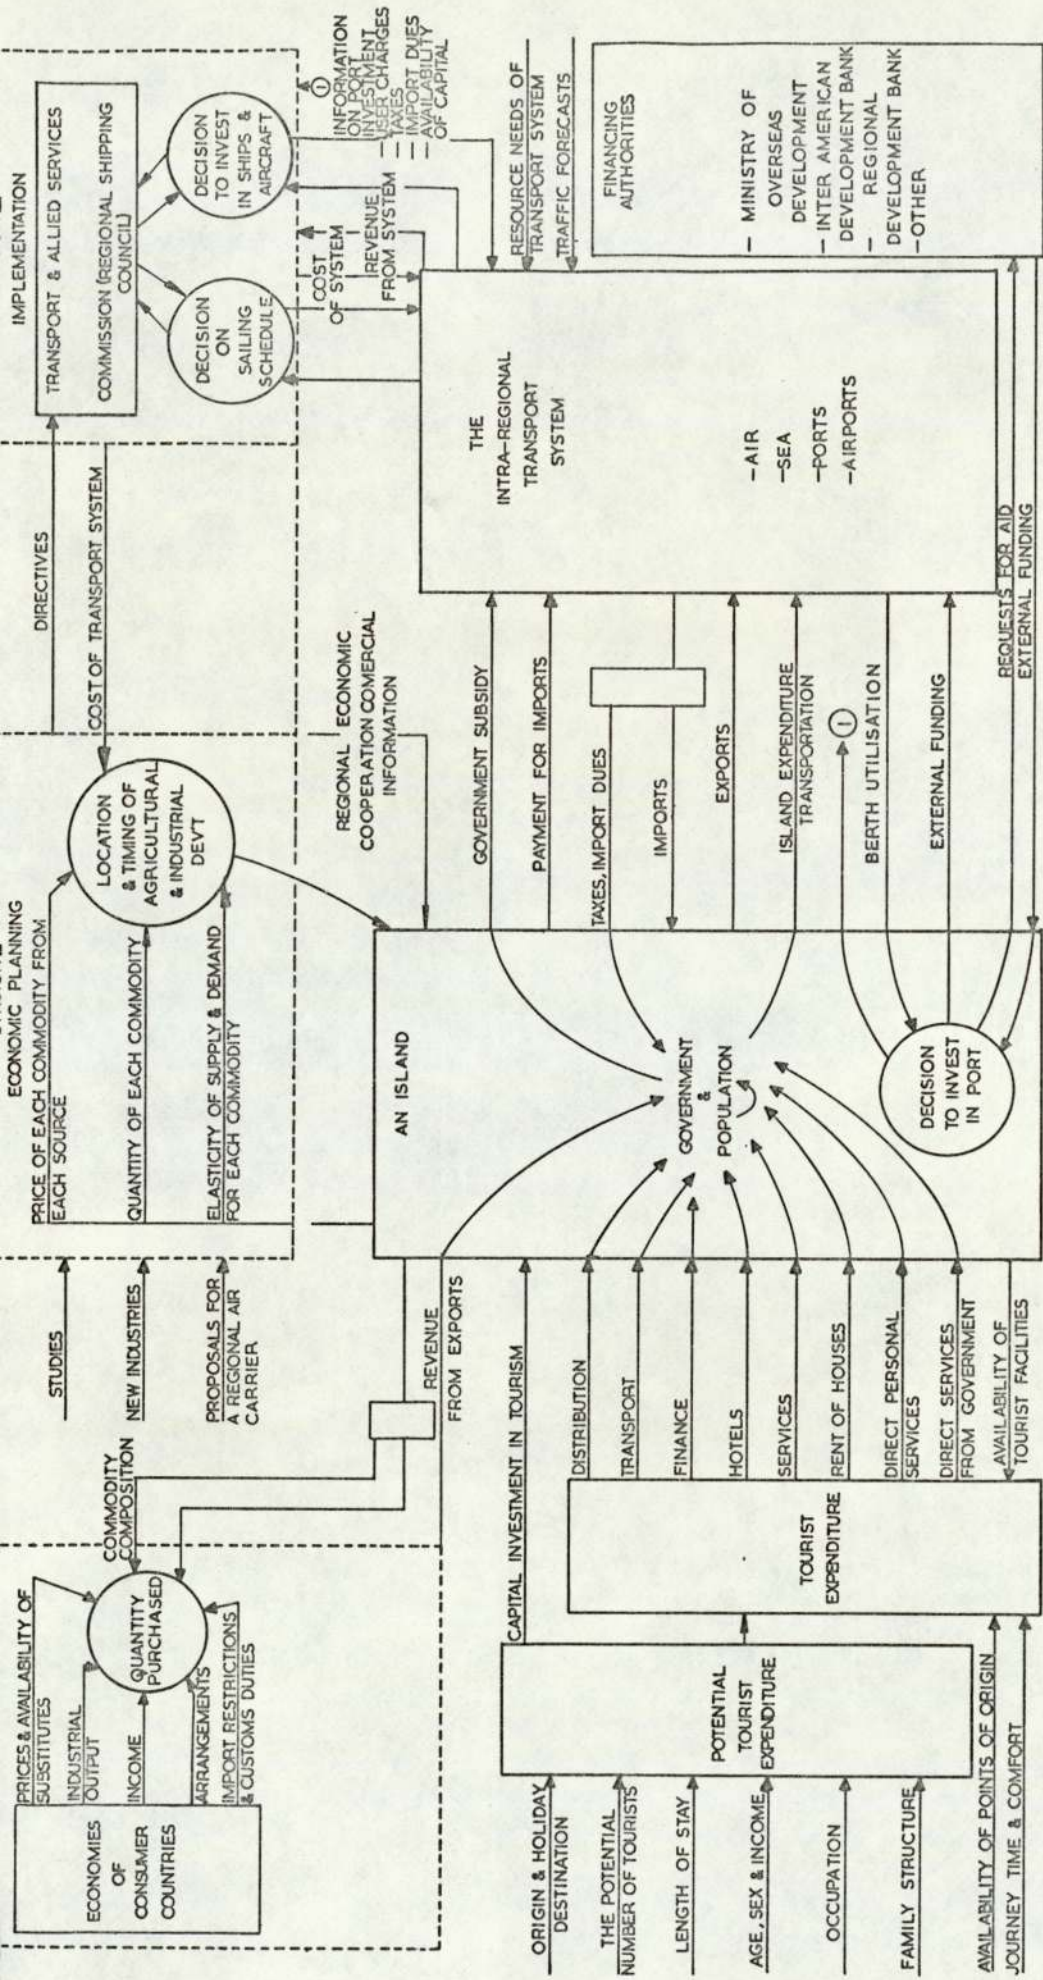 IMPLEMENTATION
TRANSPORT & ALLIED SERVICES
COMMISSION (REGIONAL SHIPPING
COUNCIL)
DECISION
ON
SAILING
SCHEDULE
DECISION
TO INVEST
IN SHIPS &
AIRCRAFT
DIRECTIVES
COST OF TRANSPORT SYSTEM
COST
OF SYSTEM
REVENUE
FROM SYSTEM
①
INFORMATION
ON PORT
INVESTMENT
— USER CHARGES
— TAXES
— IMPORT DUES
— AVAILABILITY
OF CAPITAL
ECONOMIC PLANNING
PRICE OF EACH COMMODITY FROM
EACH SOURCE
QUANTITY OF EACH COMMODITY
ELASTICITY OF SUPPLY & DEMAND
FOR EACH COMMODITY
LOCATION
& TIMING OF
AGRICULTURAL
& INDUSTRIAL
DEV'T
STUDIES
NEW INDUSTRIES
PROPOSALS FOR
A REGIONAL AIR
CARRIER
REGIONAL ECONOMIC
COOPERATION COMERCIAL
INFORMATION
PRICES & AVAILABILITY OF
SUBSTITUTES
INDUSTRIAL
OUTPUT
INCOME
ARRANGEMENTS
IMPORT RESTRICTIONS
& CUSTOMS DUTIES
ECONOMIES
OF
CONSUMER
COUNTRIES
QUANTITY
PURCHASED
COMMODITY
COMPOSITION
REVENUE
FROM EXPORTS
AN ISLAND
GOVERNMENT
&
POPULATION
DECISION
TO INVEST
IN PORT
GOVERNMENT SUBSIDY
PAYMENT FOR IMPORTS
TAXES, IMPORT DUES
IMPORTS
EXPORTS
ISLAND EXPENDITURE
TRANSPORTATION
①
BERTH UTILISATION
EXTERNAL FUNDING
REQUESTS FOR AID
EXTERNAL FUNDING
THE
INTRA-REGIONAL
TRANSPORT
SYSTEM
–AIR
–SEA
–PORTS
–AIRPORTS
RESOURCE NEEDS OF
TRANSPORT SYSTEM
TRAFFIC FORECASTS
FINANCING
AUTHORITIES
— MINISTRY OF
OVERSEAS
DEVELOPMENT
— INTER AMERICAN
DEVELOPMENT BANK
— REGIONAL
DEVELOPMENT BANK
—OTHER
CAPITAL INVESTMENT IN TOURISM
DISTRIBUTION
TRANSPORT
FINANCE
HOTELS
SERVICES
RENT OF HOUSES
DIRECT PERSONAL
SERVICES
DIRECT SERVICES
FROM GOVERNMENT
AVAILABILITY OF
TOURIST FACILITIES
TOURIST
EXPENDITURE
POTENTIAL
TOURIST
EXPENDITURE
ORIGIN & HOLIDAY
DESTINATION
THE POTENTIAL
NUMBER OF TOURISTS
LENGTH OF STAY
AGE, SEX & INCOME
OCCUPATION
FAMILY STRUCTURE
AVAILABILITY OF POINTS OF ORIGIN
JOURNEY TIME & COMFORT